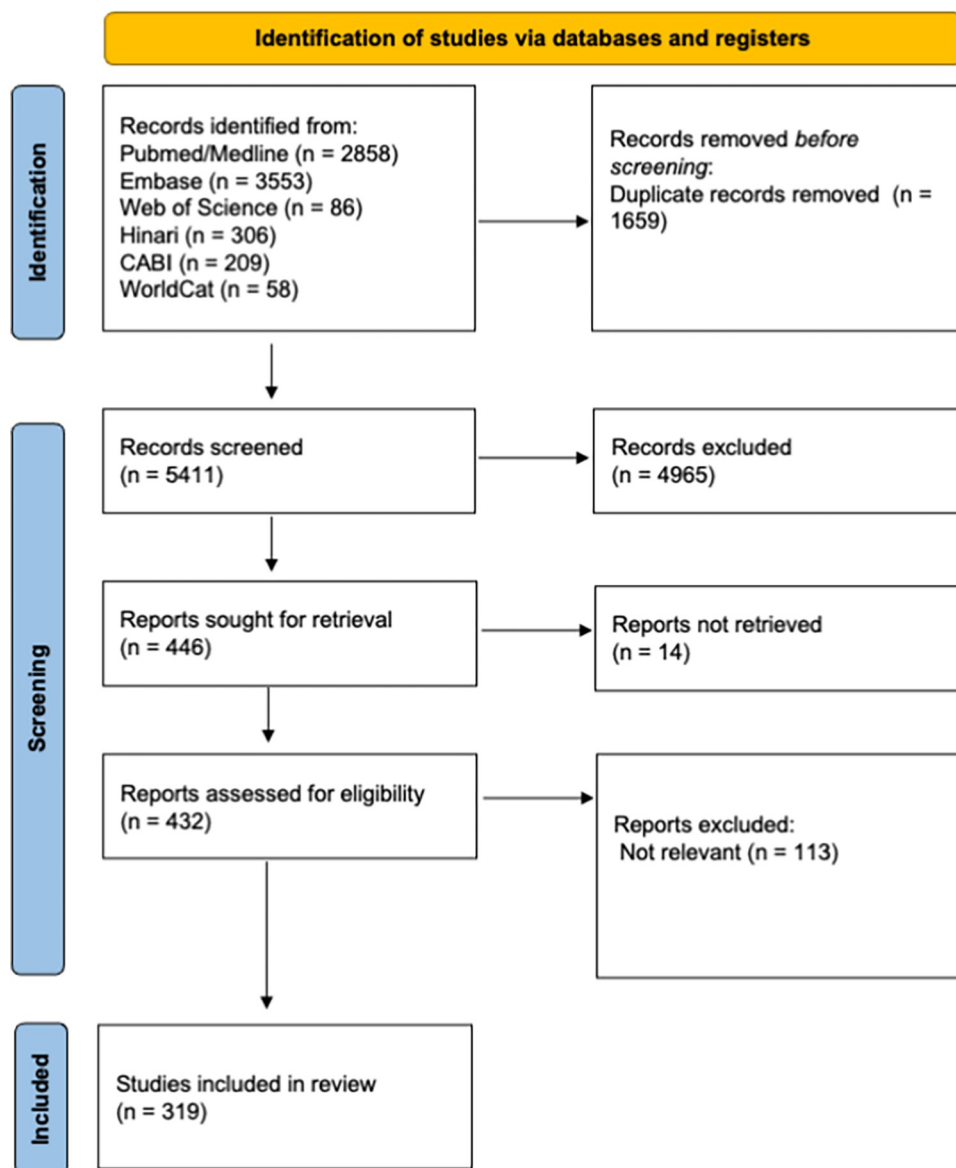 Identification of studies via databases and registers
Identification
Records identified from:
Pubmed/Medline (n = 2858)
Embase (n = 3553)
Web of Science (n = 86)
Hinari (n = 306)
CABI (n = 209)
WorldCat (n = 58)
Records removed before
screening:
Duplicate records removed (n =
1659)
Screening
Records screened
(n = 5411)
Records excluded
(n = 4965)
Reports sought for retrieval
(n = 446)
Reports not retrieved
(n = 14)
Reports assessed for eligibility
(n = 432)
Reports excluded:
Not relevant (n = 113)
Included
Studies included in review
(n = 319)